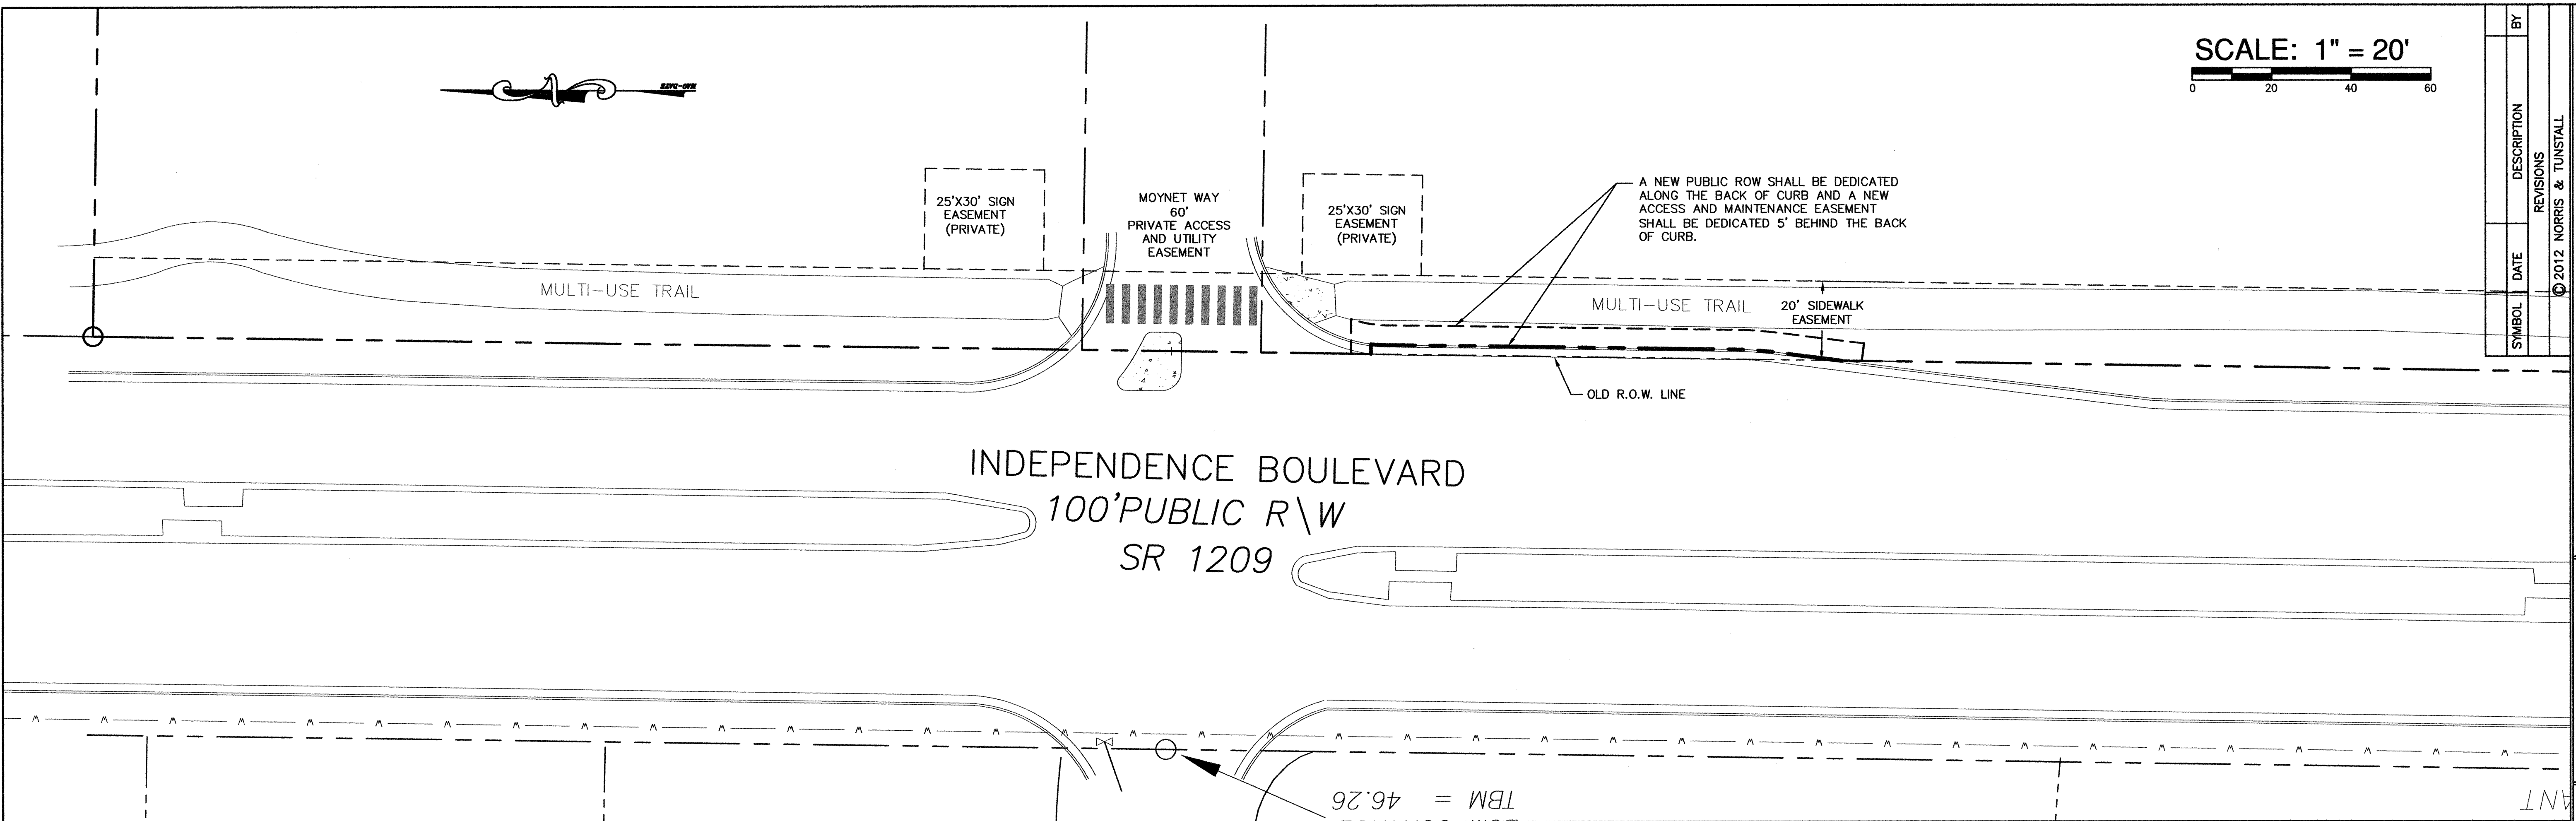 SCALE: 1" = 20'
0 20 40 60
N
25'X30' SIGN
EASEMENT
(PRIVATE)
MOYNET WAY
60'
PRIVATE ACCESS
AND UTILITY
EASEMENT
25'X30' SIGN
EASEMENT
(PRIVATE)
A NEW PUBLIC ROW SHALL BE DEDICATED
ALONG THE BACK OF CURB AND A NEW
ACCESS AND MAINTENANCE EASEMENT
SHALL BE DEDICATED 5' BEHIND THE BACK
OF CURB.
MULTI-USE TRAIL
MULTI-USE TRAIL
20' SIDEWALK
EASEMENT
OLD R.O.W. LINE
INDEPENDENCE BOULEVARD
100'PUBLIC R\W
SR 1209
TBM = 46.26
SYMBOL DATE DESCRIPTION BY
REVISIONS
© 2012 NORRIS & TUNSTALL